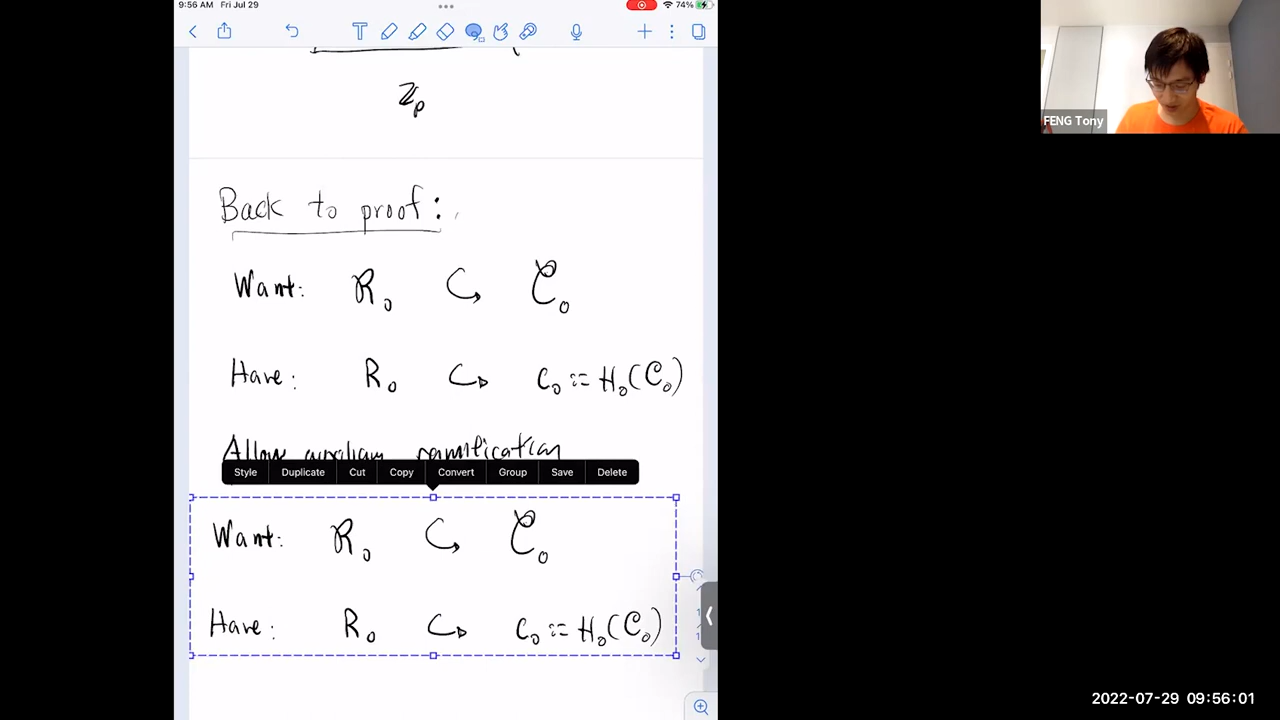 9:56 AM Fri Jul 29
74%
ℤp
Back to proof:
Want: ℛ₀ ↪ 𝒞₀
Have: R₀ ↪ C₀ := H₀(𝒞₀)
Allow auxiliary ramification
Style Duplicate Cut Copy Convert Group Save Delete
Want: ℛ₀ ↪ 𝒞₀
Have: R₀ ↪ C₀ := H₀(𝒞₀)
FENG Tony
2022-07-29 09:56:01